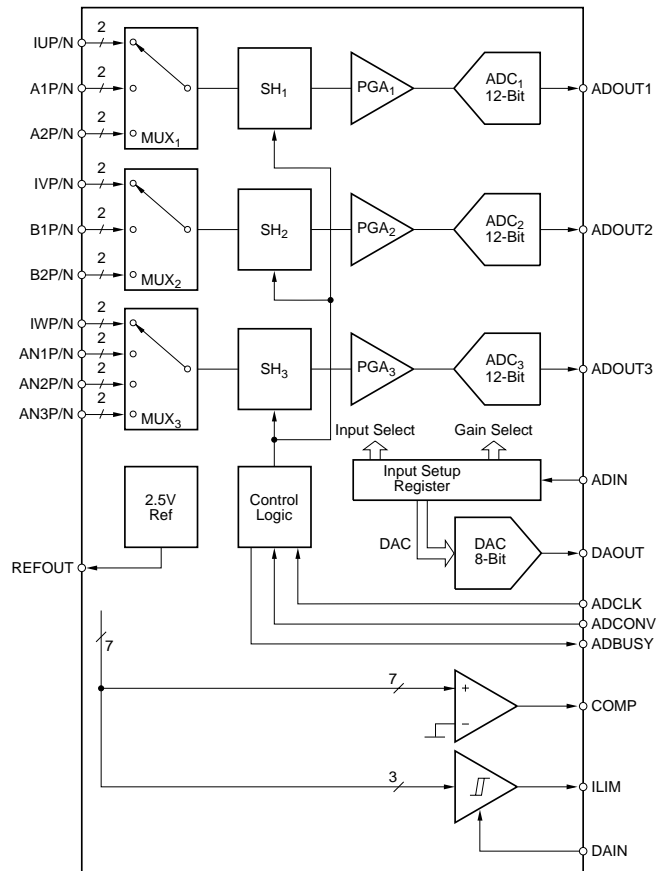 IUP/N
2
A1P/N
2
A2P/N
2
MUX1
SH1
PGA1
ADC1
12-Bit
ADOUT1
IVP/N
2
B1P/N
2
B2P/N
2
MUX2
SH2
PGA2
ADC2
12-Bit
ADOUT2
IWP/N
2
AN1P/N
2
AN2P/N
2
AN3P/N
2
MUX3
SH3
PGA3
ADC3
12-Bit
ADOUT3
Input Select
Gain Select
2.5V
Ref
Control
Logic
Input Setup
Register
ADIN
DAC
DAC
8-Bit
DAOUT
REFOUT
ADCLK
ADCONV
ADBUSY
7
7
+
–
COMP
3
ILIM
DAIN